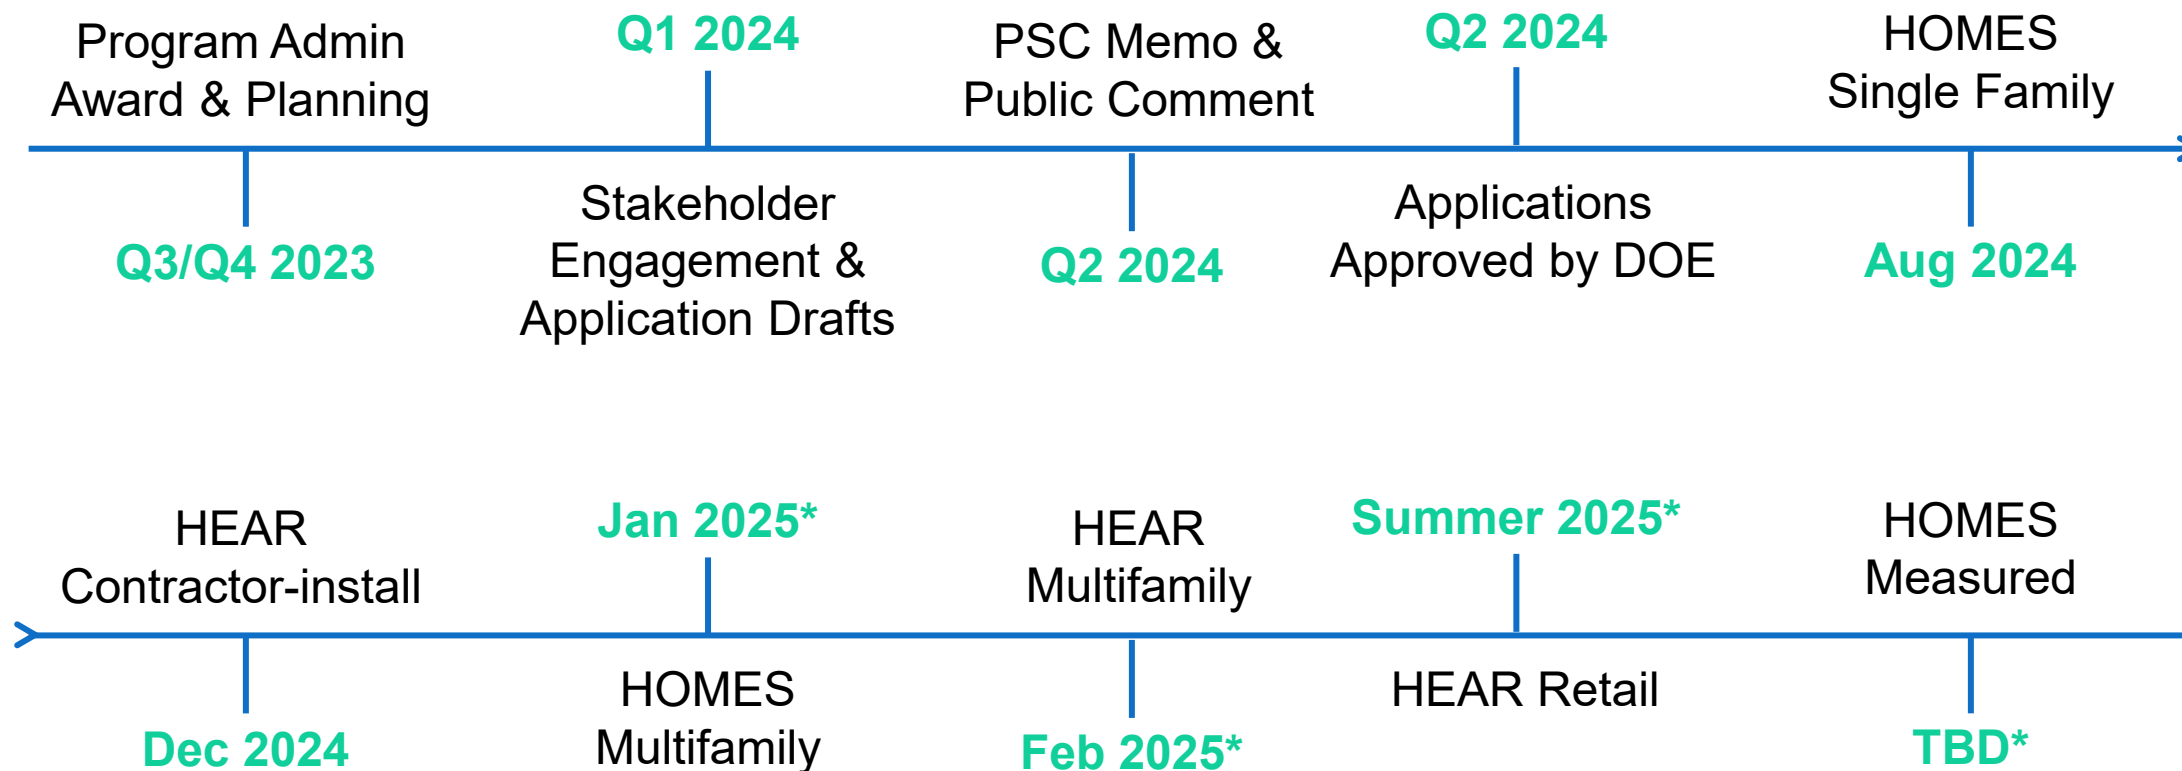 Program Admin
Award & Planning
Q3/Q4 2023
Q1 2024
Stakeholder
Engagement &
Application Drafts
PSC Memo &
Public Comment
Q2 2024
Q2 2024
Applications
Approved by DOE
HOMES
Single Family
Aug 2024
HEAR
Contractor-install
Dec 2024
Jan 2025*
HOMES
Multifamily
HEAR
Multifamily
Feb 2025*
Summer 2025*
HEAR Retail
HOMES
Measured
TBD*